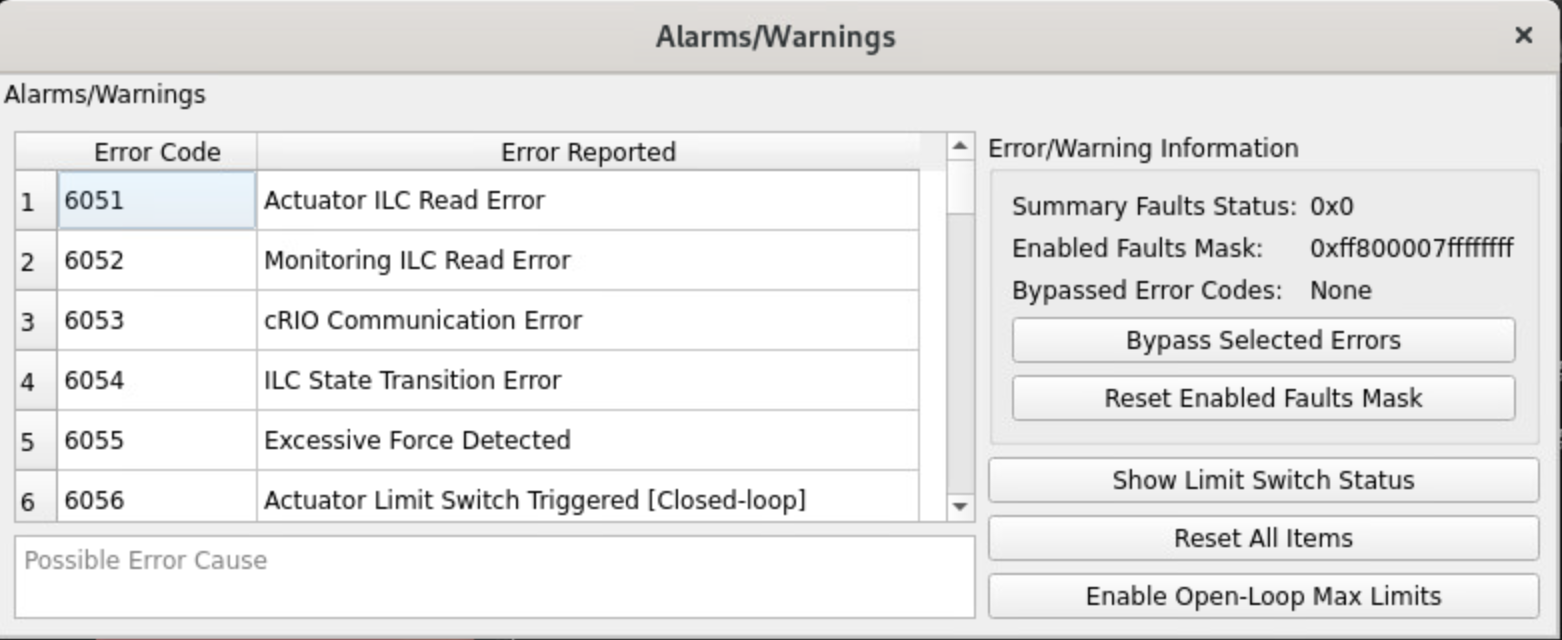 Alarms/Warnings
Alarms/Warnings
Error Code Error Reported
1 6051 Actuator ILC Read Error
2 6052 Monitoring ILC Read Error
3 6053 cRIO Communication Error
4 6054 ILC State Transition Error
5 6055 Excessive Force Detected
6 6056 Actuator Limit Switch Triggered [Closed-loop]
Possible Error Cause
Error/Warning Information
Summary Faults Status: 0x0
Enabled Faults Mask: 0xff800007ffffffff
Bypassed Error Codes: None
Bypass Selected Errors
Reset Enabled Faults Mask
Show Limit Switch Status
Reset All Items
Enable Open-Loop Max Limits